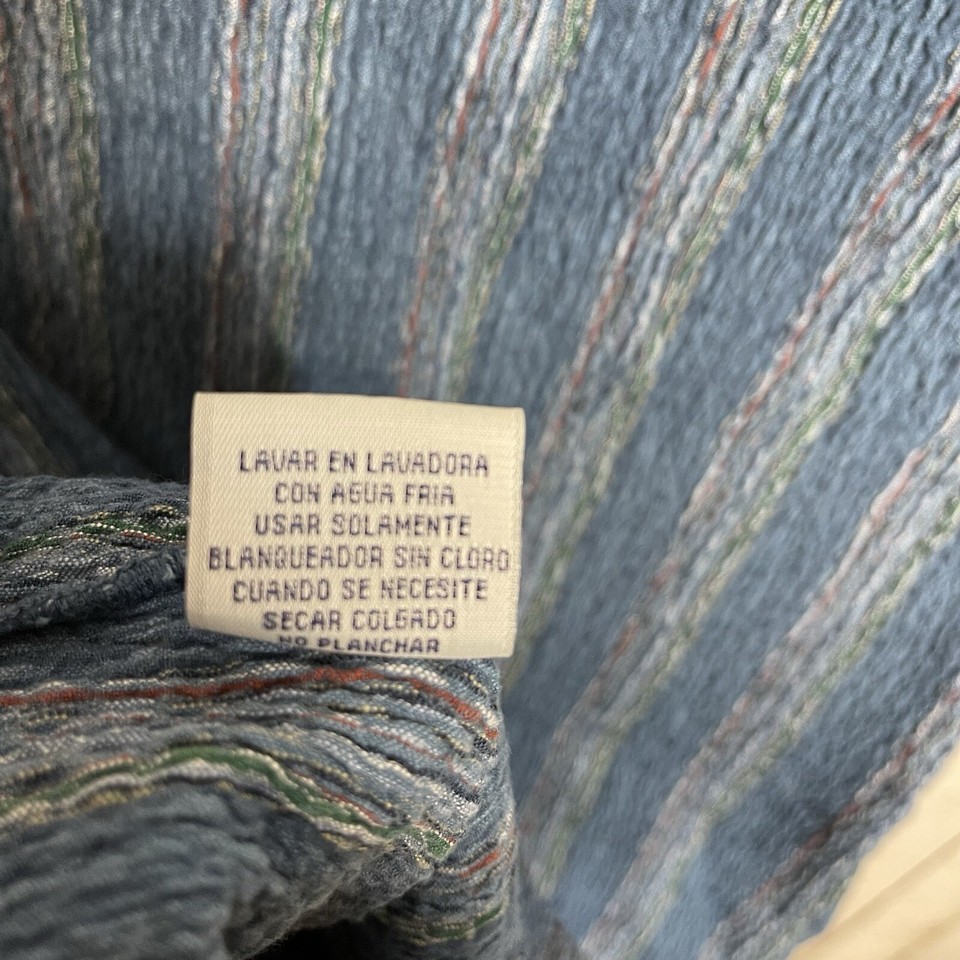 LAVAR EN LAVADORA
CON AGUA FRIA
USAR SOLAMENTE
BLANQUEADOR SIN CLORO
CUANDO SE NECESITE
SECAR COLGADO
NO PLANCHAR